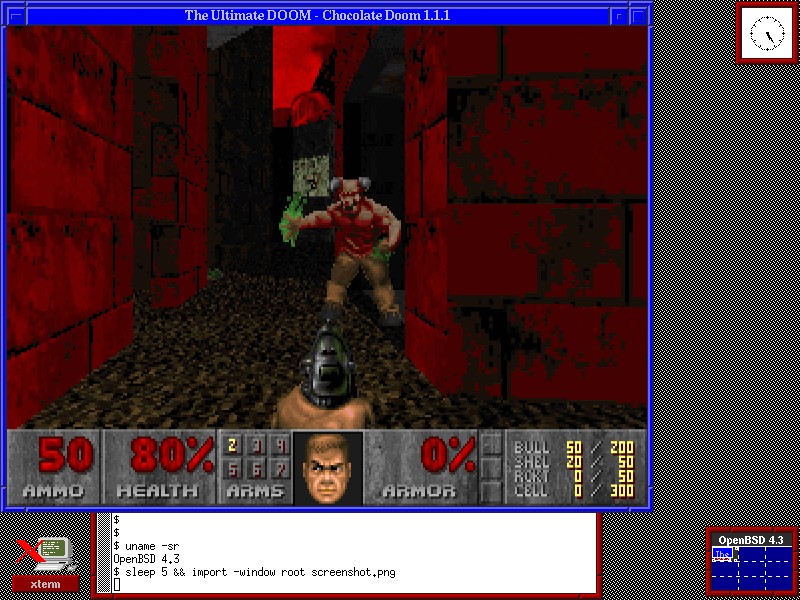 The Ultimate DOOM - Chocolate Doom 1.1.1
50 80% 2 3 4 0% BULL 50 / 200
5 6 7 SHEL 20 / 50
RCKT 0 / 50
AMMO HEALTH ARMS ARMOR CELL 0 / 300
$
$
$ uname -sr
OpenBSD 4.3
$ sleep 5 && import -window root screenshot.png
xterm
OpenBSD 4.3
The